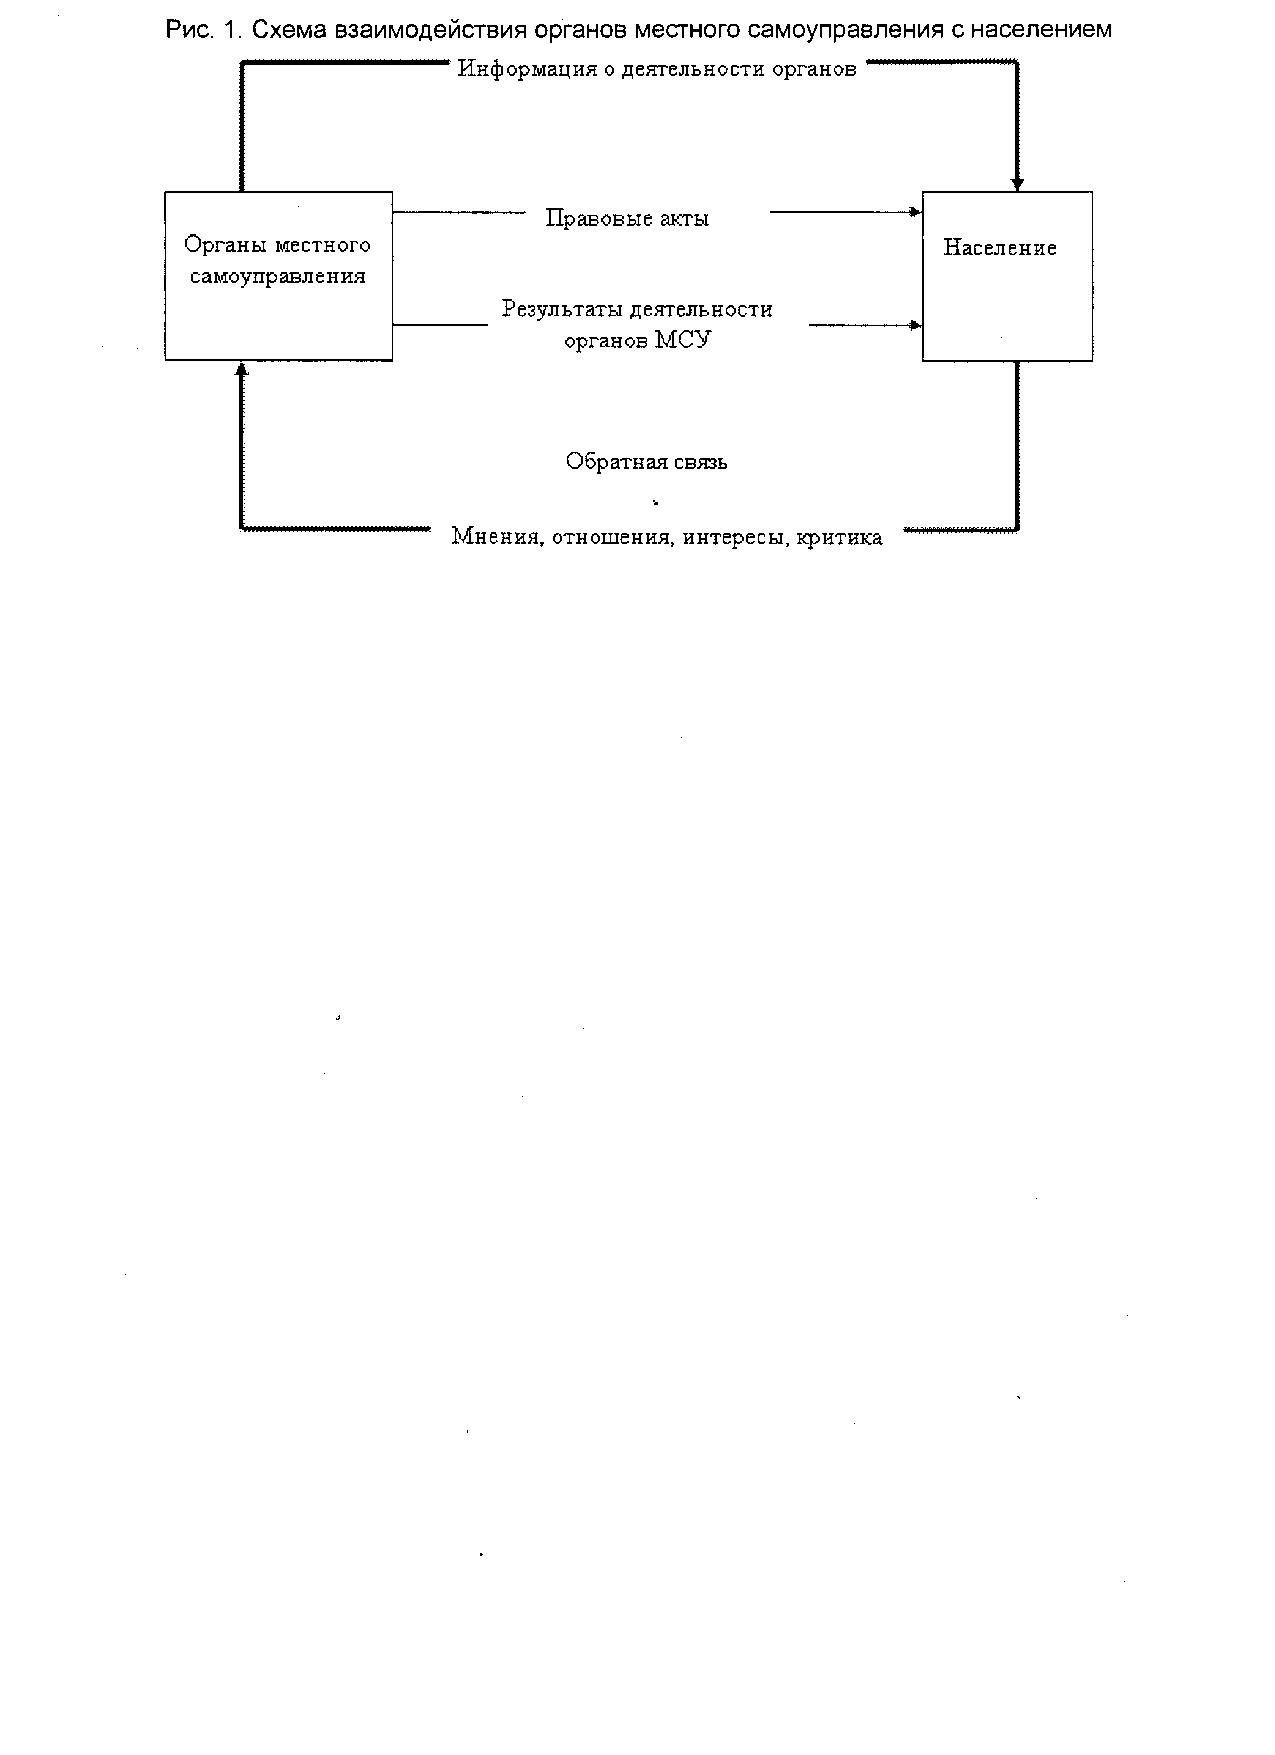 Рис. 1. Схема взаимодействия органов местного самоуправления с населением
Информация о деятельности органов
Правовые акты
Органы местного
самоуправления
Население
Результаты деятельности
органов МСУ
Обратная связь
Мнения, отношения, интересы, критика